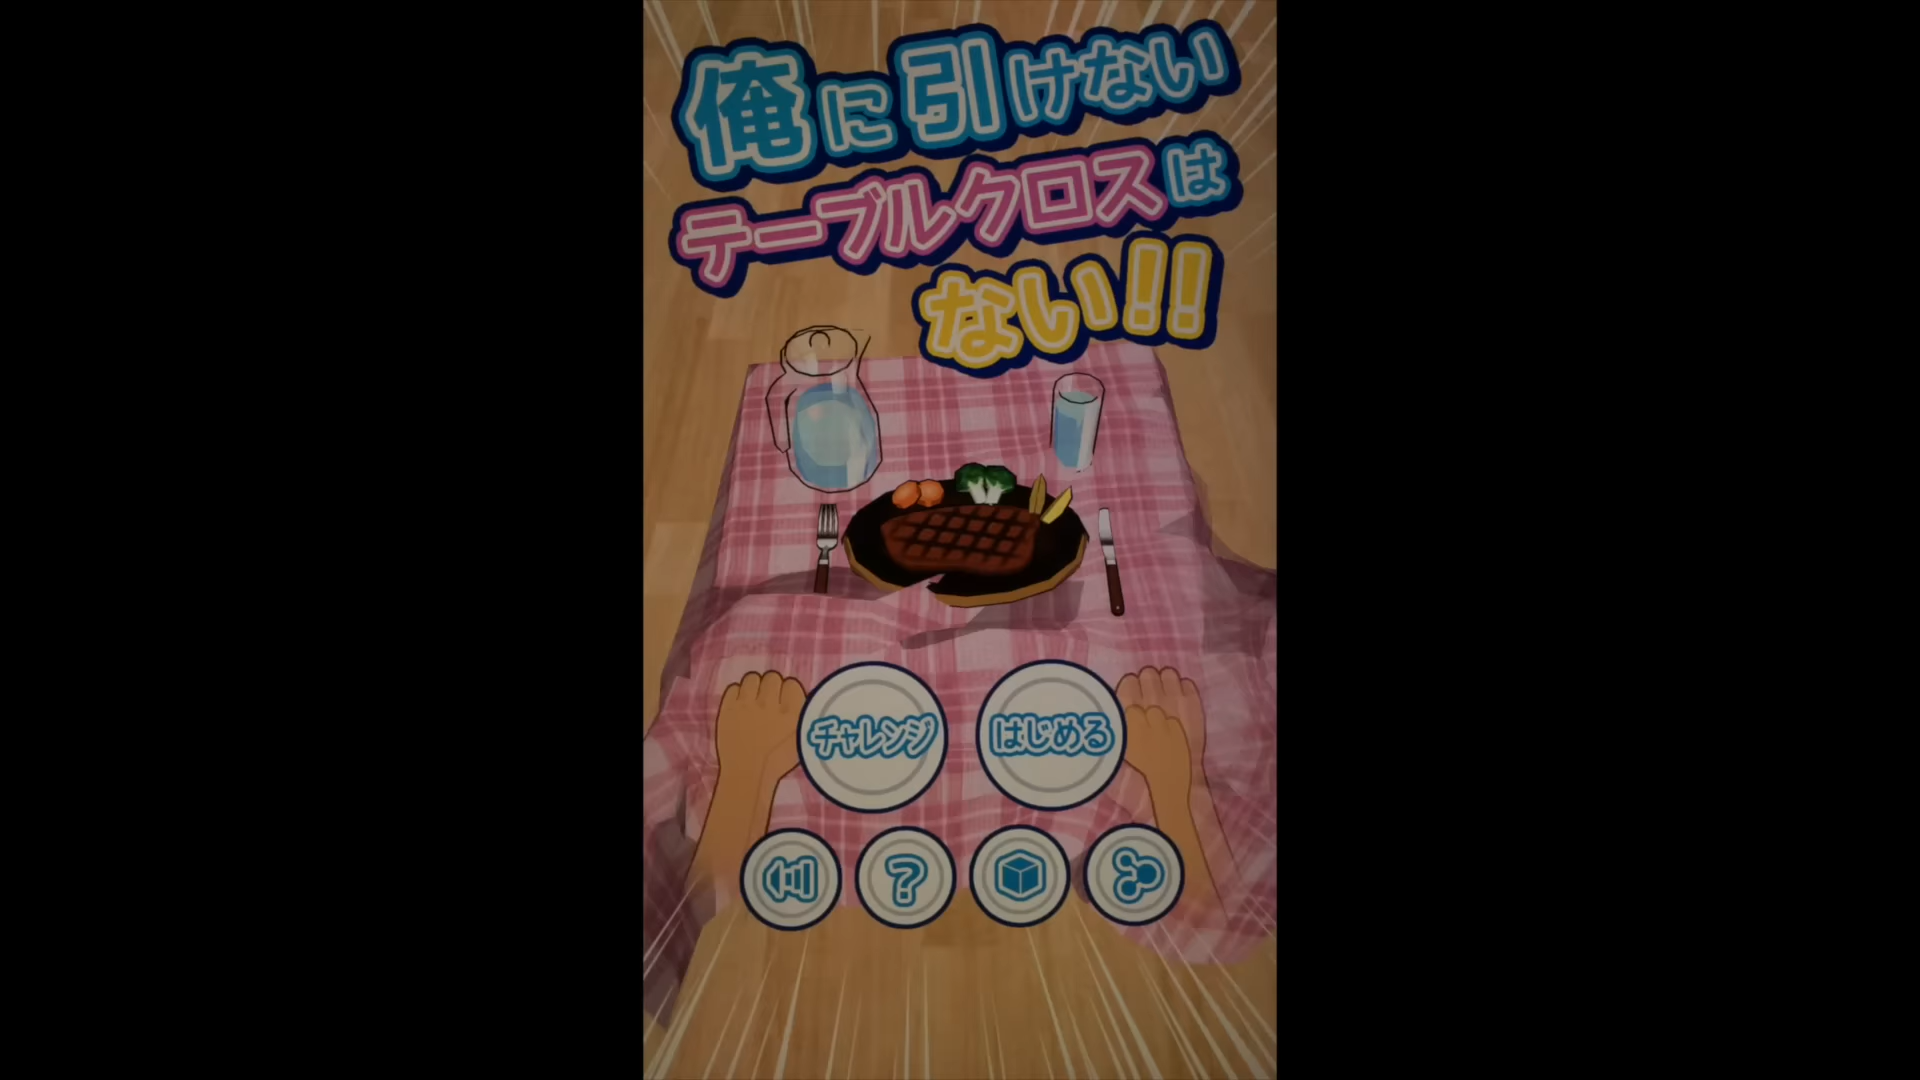 俺に引けない
テーブルクロスは
ない!!
チャレンジ
はじめる
?